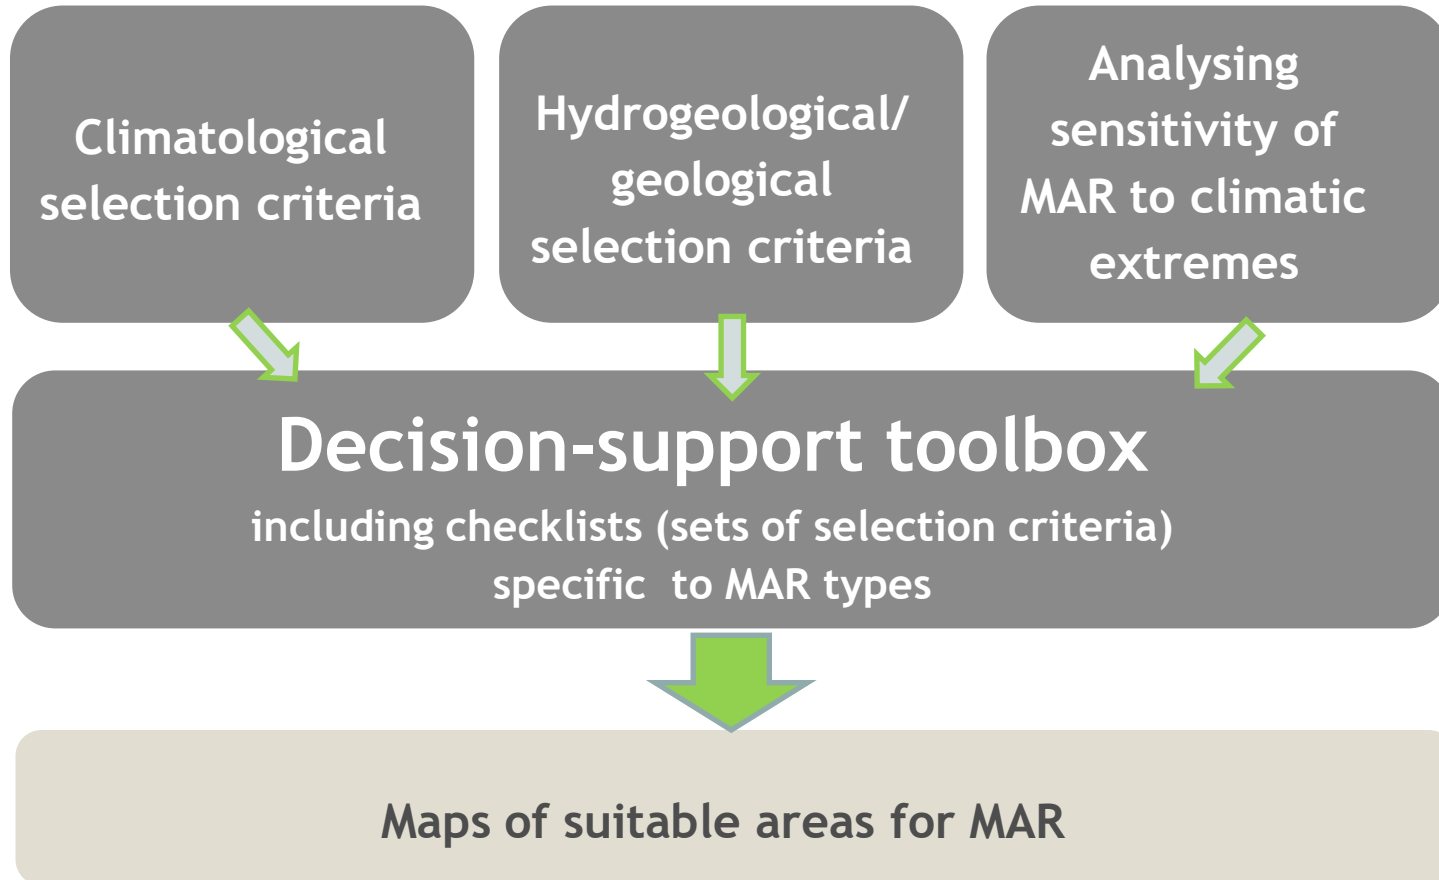 Climatological
selection criteria
Hydrogeological/
geological
selection criteria
Analysing
sensitivity of
MAR to climatic
extremes
Decision-support toolbox
including checklists (sets of selection criteria)
specific  to MAR types
Maps of suitable areas for MAR